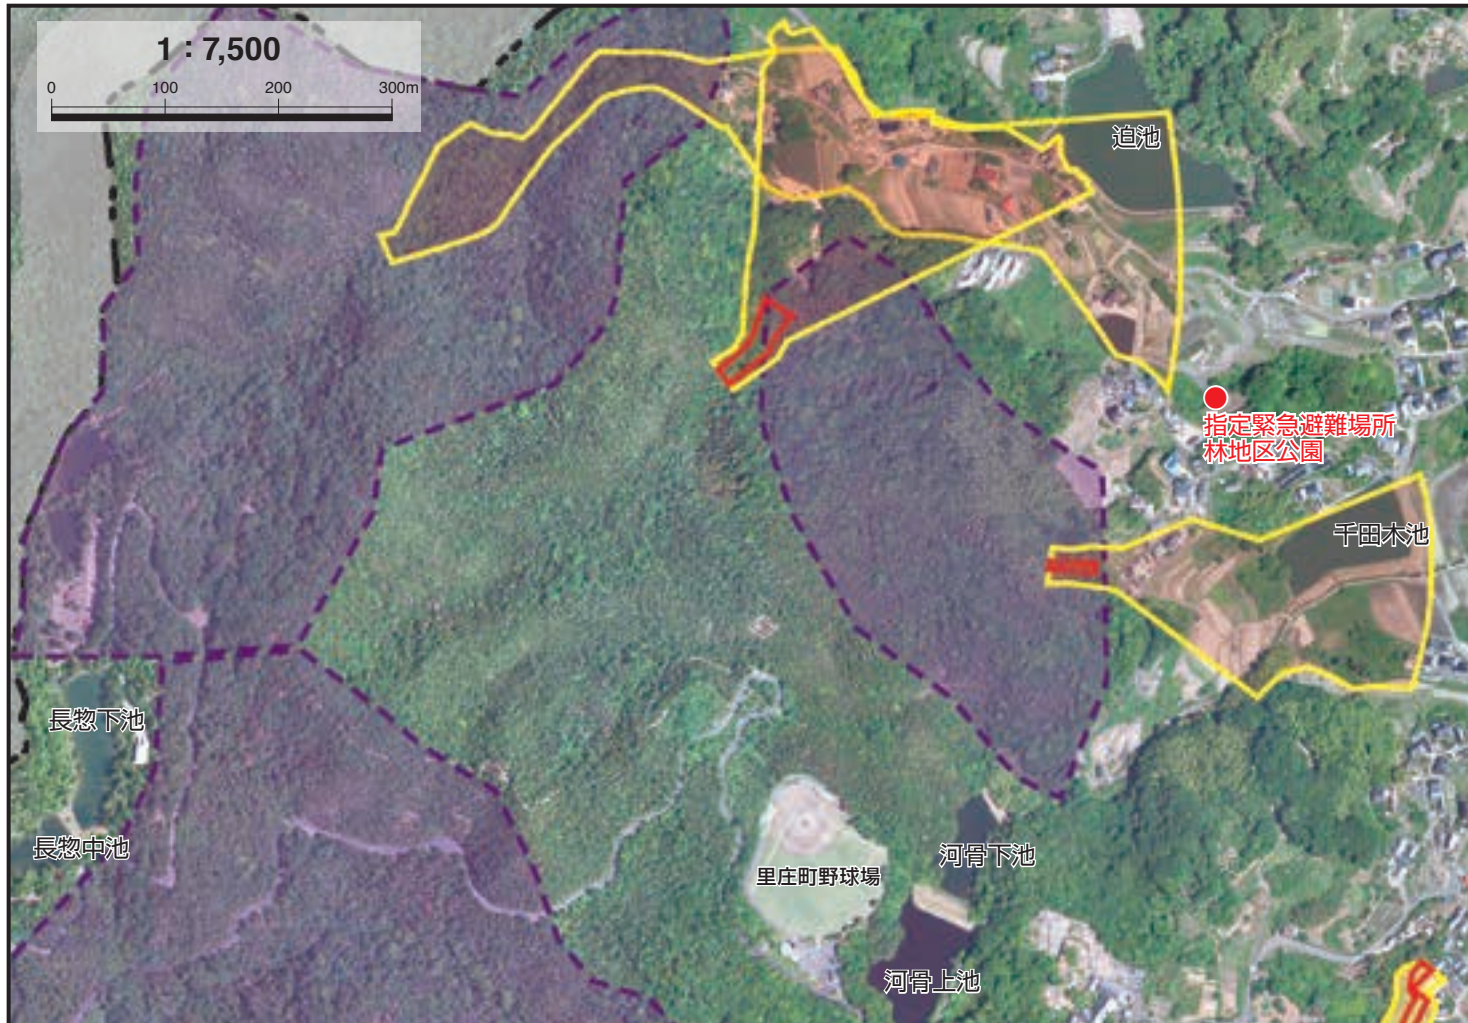 1：7,500
0 100 200 300m
迫池
指定緊急避難場所
林地区公園
千田木池
長惣下池
長惣中池
河骨下池
里庄町野球場
河骨上池